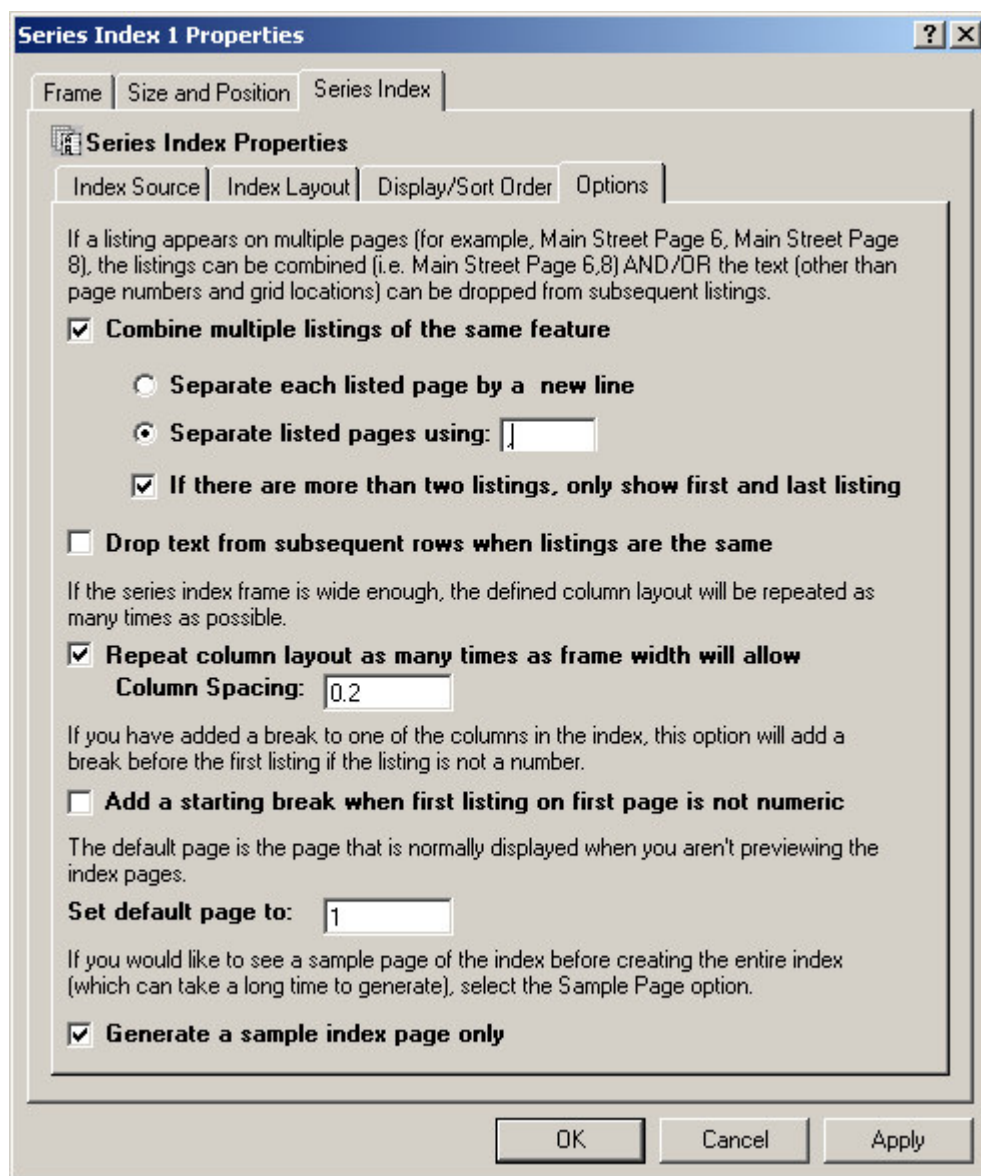 Series Index 1 Properties
Frame
Size and Position
Series Index
Series Index Properties
Index Source
Index Layout
Display/Sort Order
Options
If a listing appears on multiple pages (for example, Main Street Page 6, Main Street Page
8), the listings can be combined (i.e. Main Street Page 6,8) AND/OR the text (other than
page numbers and grid locations) can be dropped from subsequent listings.
Combine multiple listings of the same feature
Separate each listed page by a new line
Separate listed pages using: ,
If there are more than two listings, only show first and last listing
Drop text from subsequent rows when listings are the same
If the series index frame is wide enough, the defined column layout will be repeated as
many times as possible.
Repeat column layout as many times as frame width will allow
Column Spacing: 0.2
If you have added a break to one of the columns in the index, this option will add a
break before the first listing if the listing is not a number.
Add a starting break when first listing on first page is not numeric
The default page is the page that is normally displayed when you aren't previewing the
index pages.
Set default page to: 1
If you would like to see a sample page of the index before creating the entire index
(which can take a long time to generate), select the Sample Page option.
Generate a sample index page only
OK
Cancel
Apply